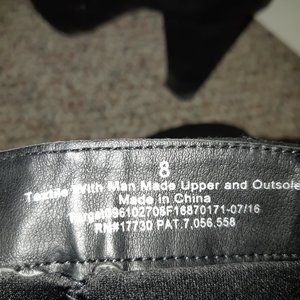 8
Textile With Man Made Upper and Outsole
Made in China
RN#17730 PAT.7,056,558